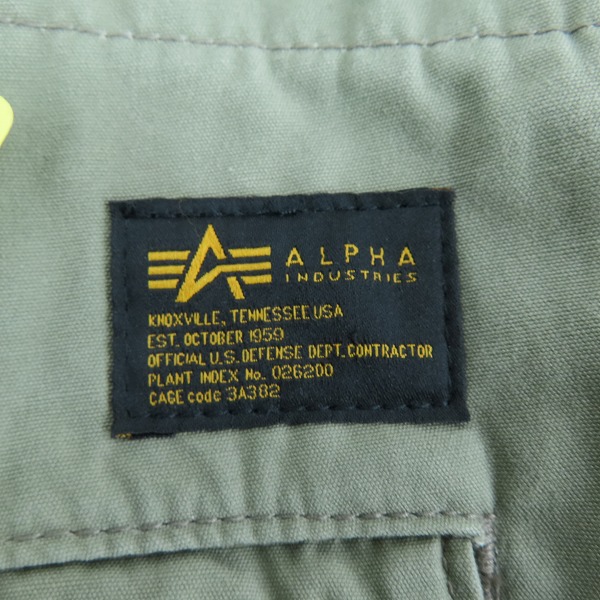 ALPHA
INDUSTRIES
KNOXVILLE, TENNESSEE.USA
EST. OCTOBER 1959
OFFICIAL U.S. DEFENSE DEPT. CONTRACTOR
PLANT INDEX No. 026200
CAGE code 3A382